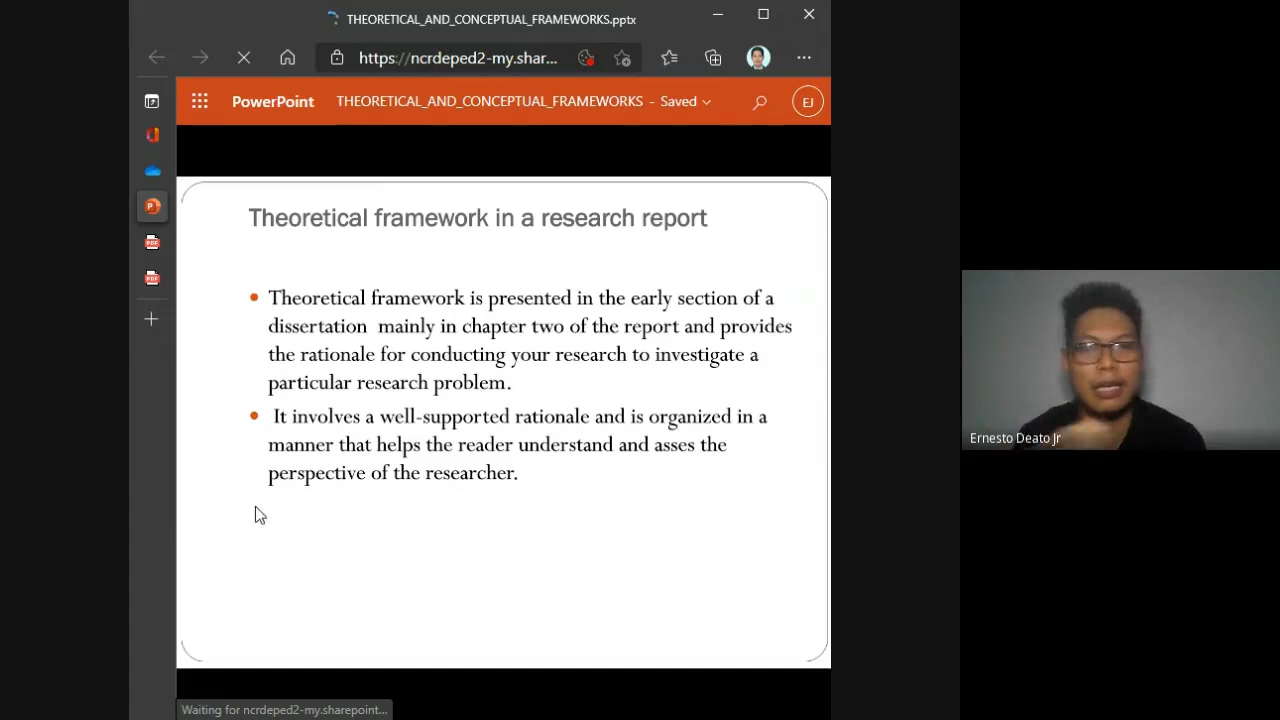 THEORETICAL_AND_CONCEPTUAL_FRAMEWORKS.pptx
https://ncrdeped2-my.shar...
PowerPoint THEORETICAL_AND_CONCEPTUAL_FRAMEWORKS - Saved EJ
Theoretical framework in a research report
Theoretical framework is presented in the early section of a
dissertation mainly in chapter two of the report and provides
the rationale for conducting your research to investigate a
particular research problem.
It involves a well-supported rationale and is organized in a
manner that helps the reader understand and asses the
perspective of the researcher.
Waiting for ncrdeped2-my.sharepoint...
Ernesto Deato Jr
P
PDF
PDF